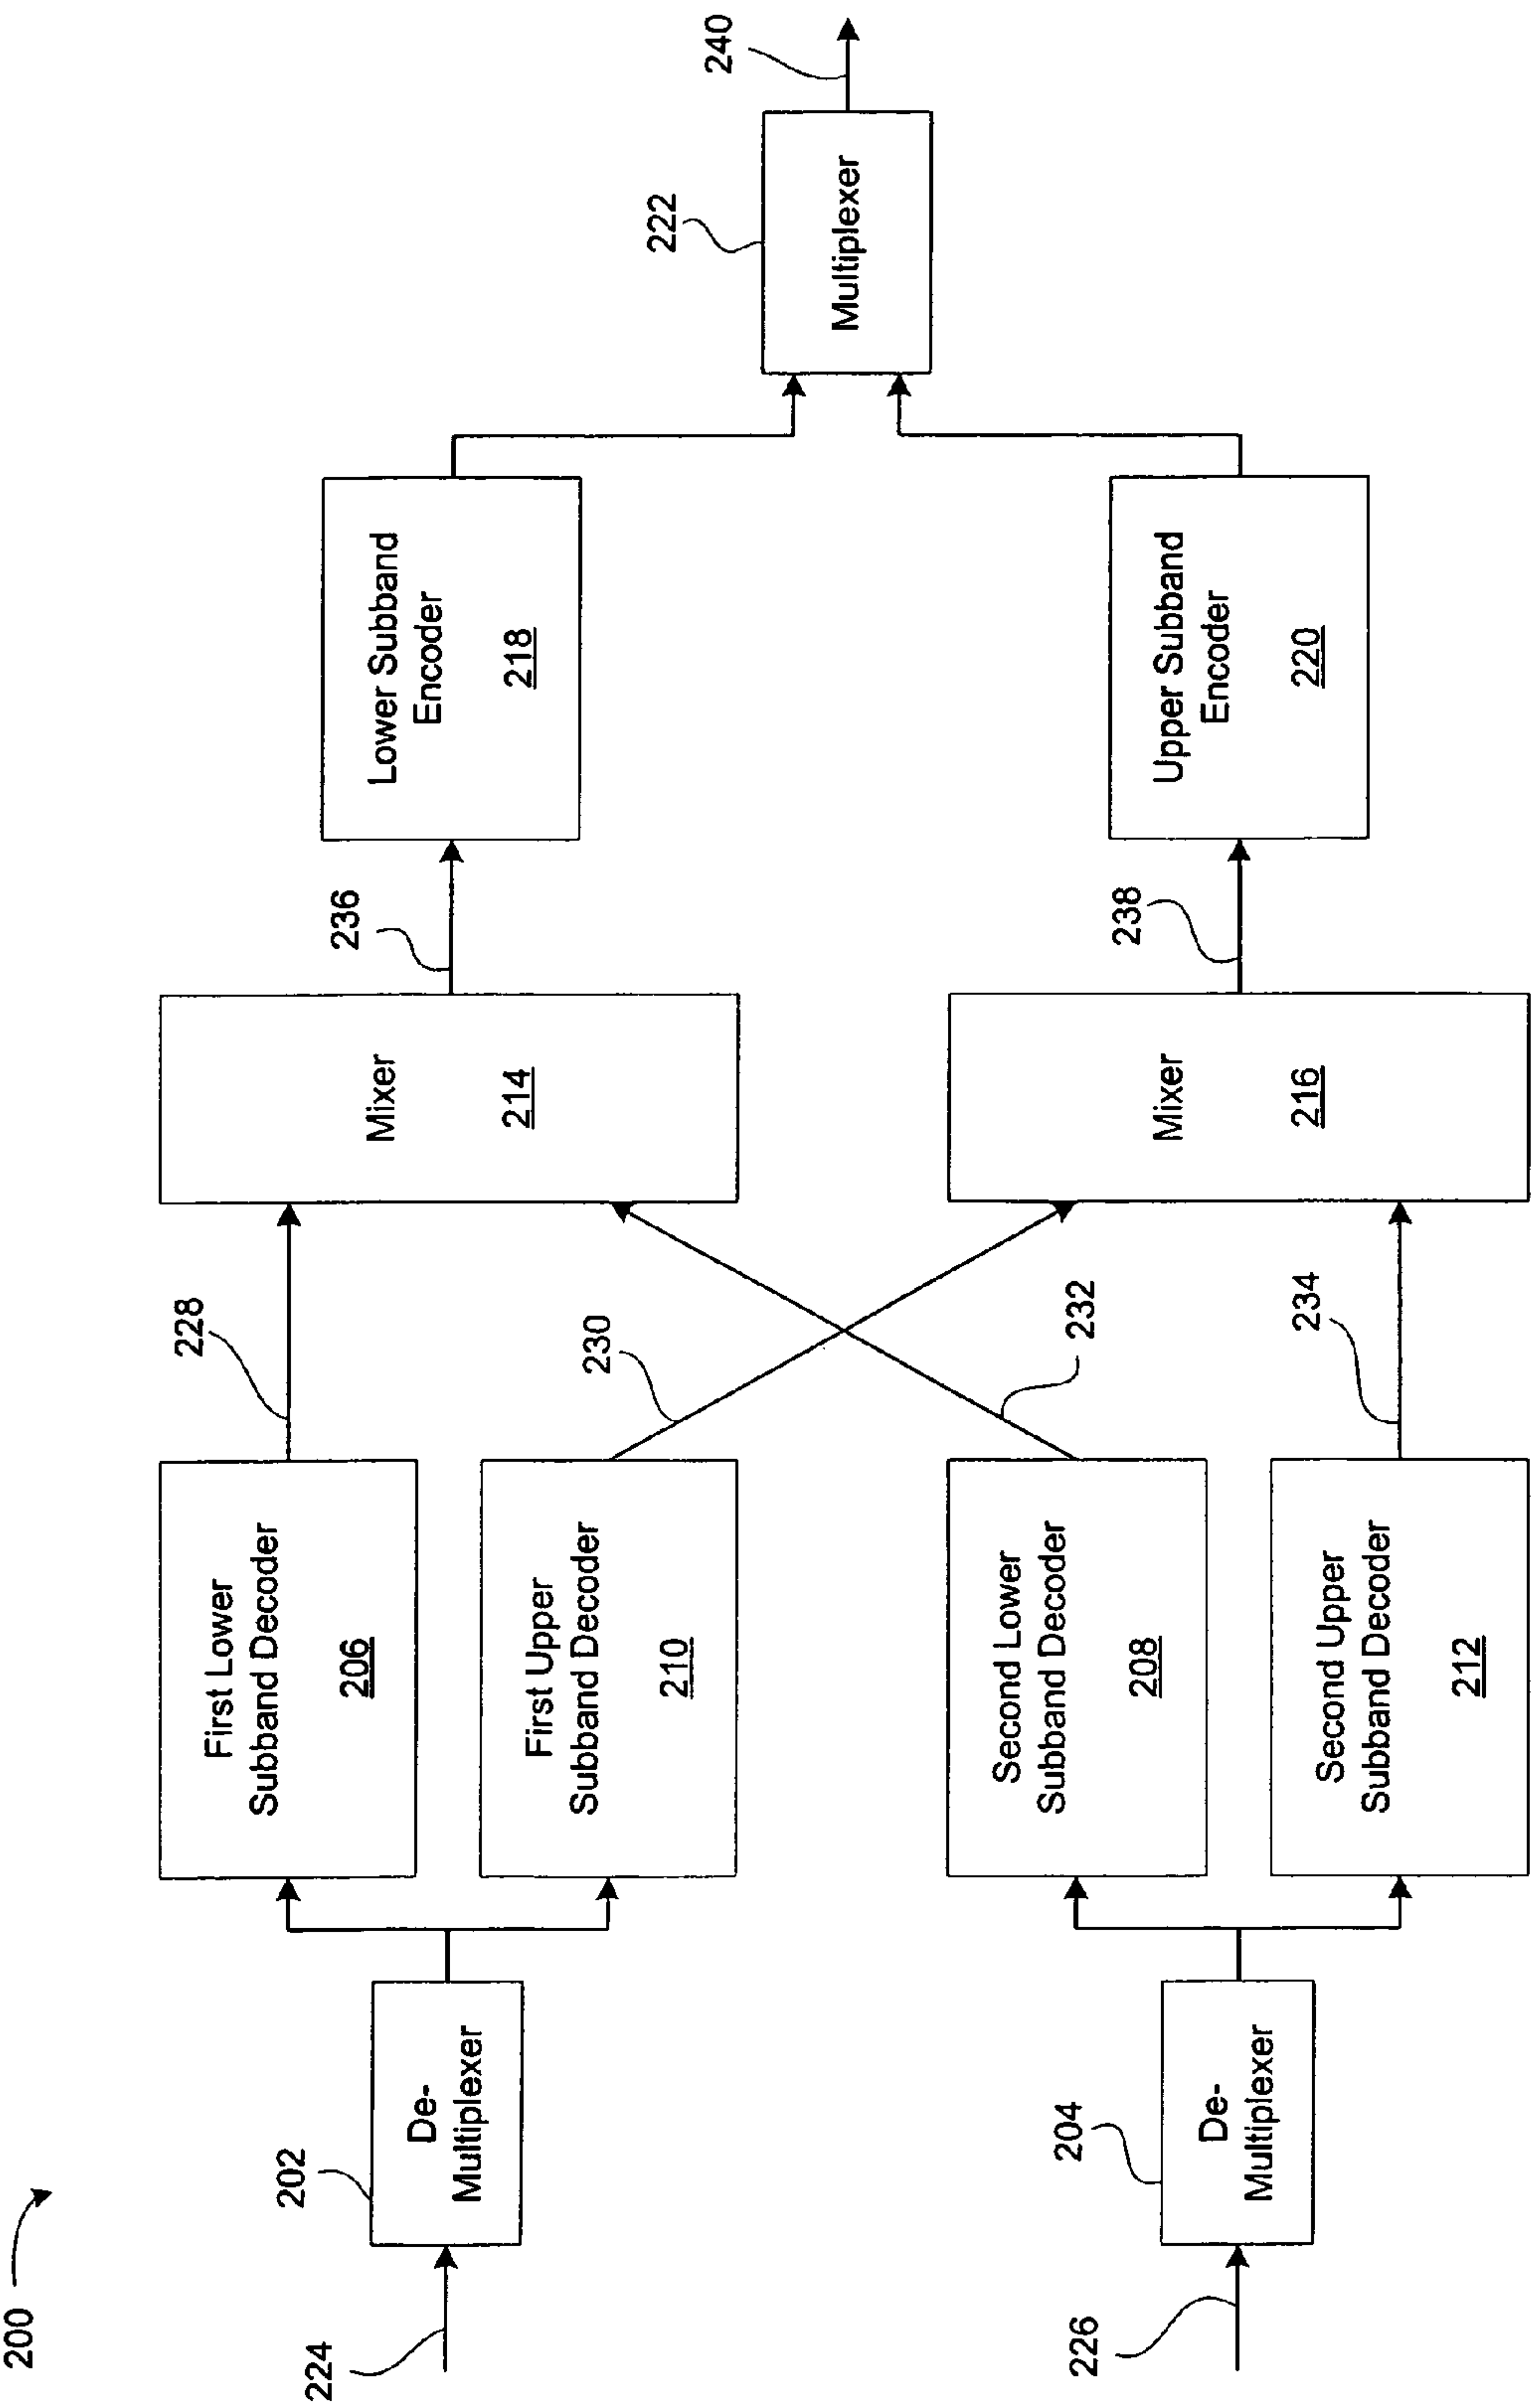 200
224
202
De-
Multiplexer
226
204
De-
Multiplexer
First Lower
Subband Decoder
206
First Upper
Subband Decoder
210
Second Lower
Subband Decoder
208
Second Upper
Subband Decoder
212
228
230
232
234
Mixer
214
Mixer
216
236
238
Lower Subband
Encoder
218
Upper Subband
Encoder
220
222
Multiplexer
240